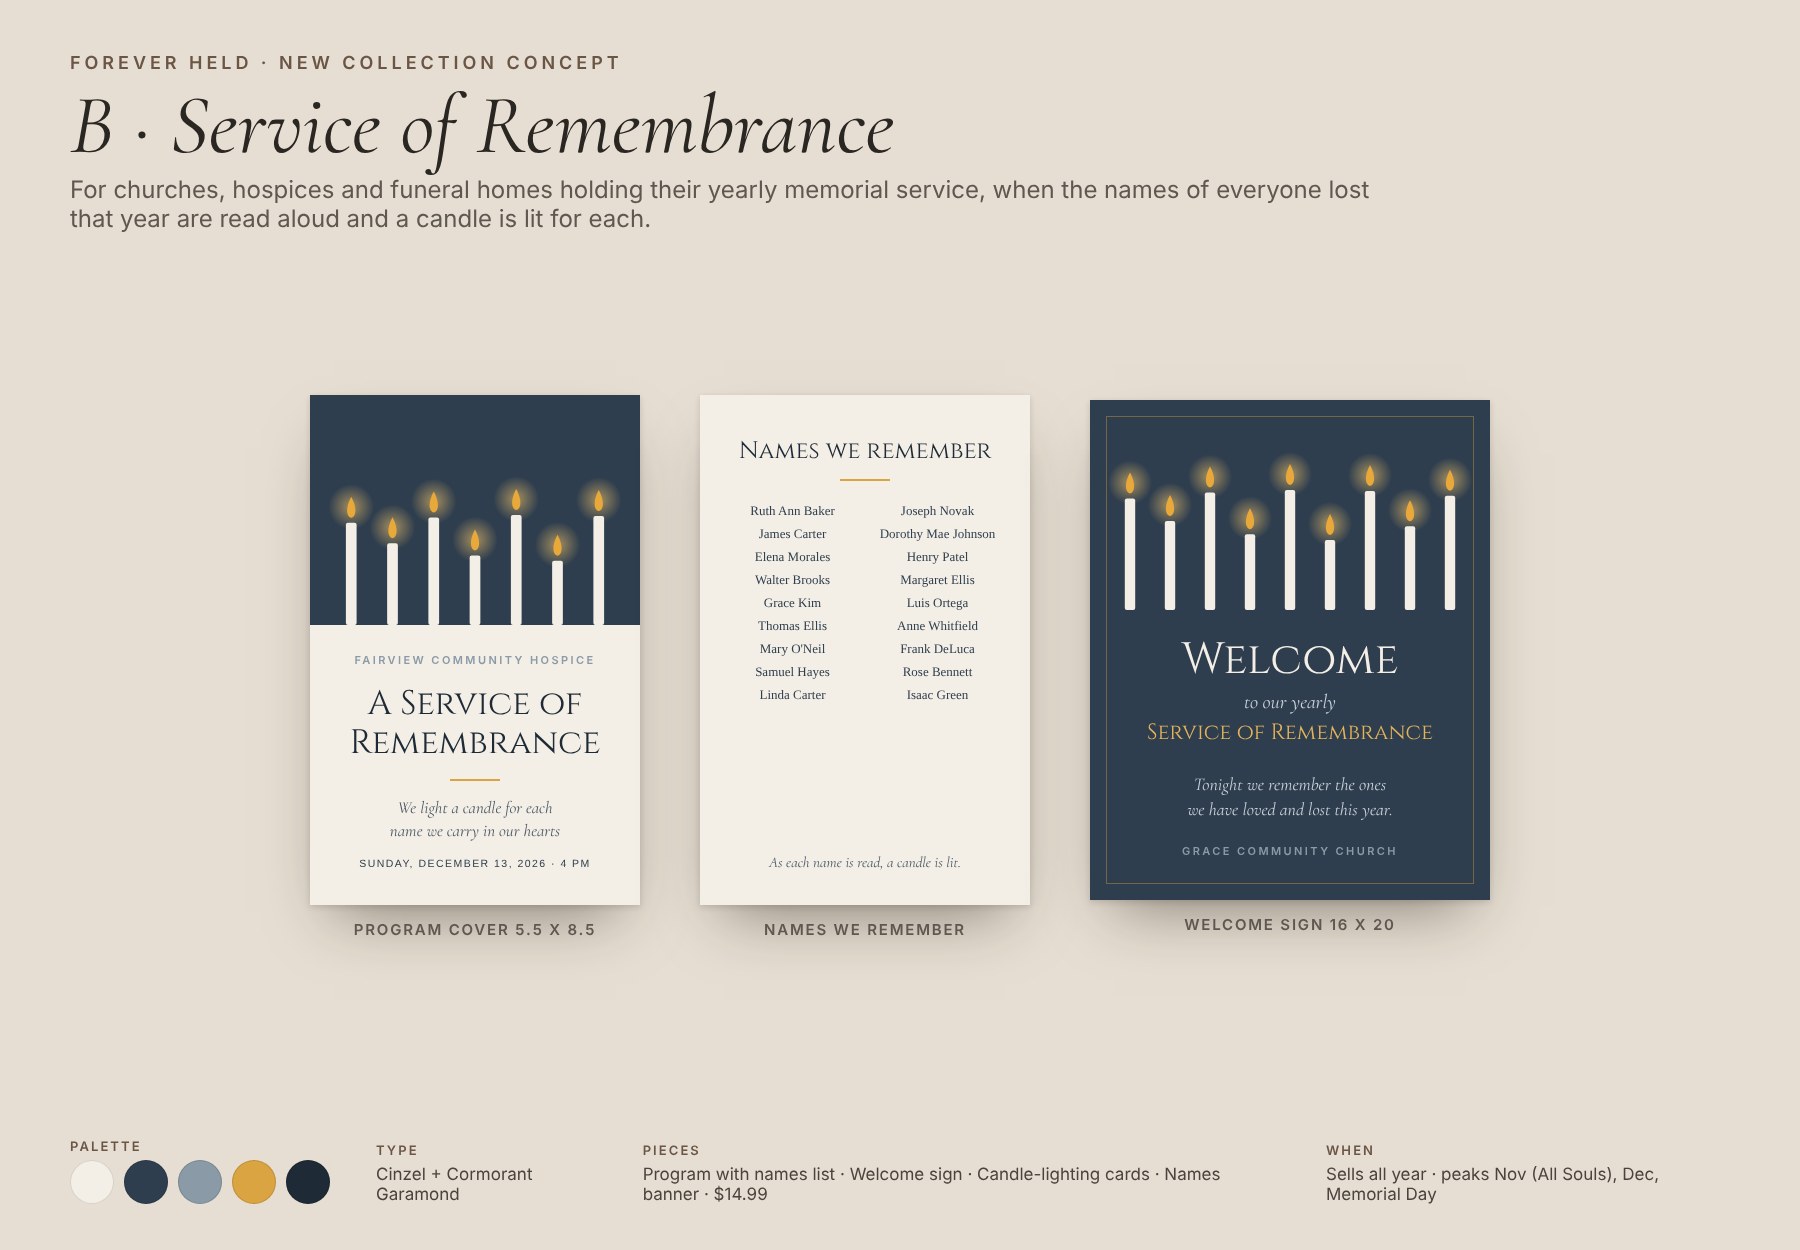 FOREVER HELD · NEW COLLECTION CONCEPT
B · Service of Remembrance
For churches, hospices and funeral homes holding their yearly memorial service, when the names of everyone lost
that year are read aloud and a candle is lit for each.
FAIRVIEW COMMUNITY HOSPICE
A Service of
Remembrance
We light a candle for each
name we carry in our hearts
SUNDAY, DECEMBER 13, 2026 · 4 PM
PROGRAM COVER 5.5 X 8.5
Names we remember
Ruth Ann Baker
James Carter
Elena Morales
Walter Brooks
Grace Kim
Thomas Ellis
Mary O'Neil
Samuel Hayes
Linda Carter
Joseph Novak
Dorothy Mae Johnson
Henry Patel
Margaret Ellis
Luis Ortega
Anne Whitfield
Frank DeLuca
Rose Bennett
Isaac Green
As each name is read, a candle is lit.
NAMES WE REMEMBER
Welcome
to our yearly
Service of Remembrance
Tonight we remember the ones
we have loved and lost this year.
GRACE COMMUNITY CHURCH
WELCOME SIGN 16 X 20
PALETTE
TYPE
Cinzel + Cormorant
Garamond
PIECES
Program with names list · Welcome sign · Candle-lighting cards · Names
banner · $14.99
WHEN
Sells all year · peaks Nov (All Souls), Dec,
Memorial Day